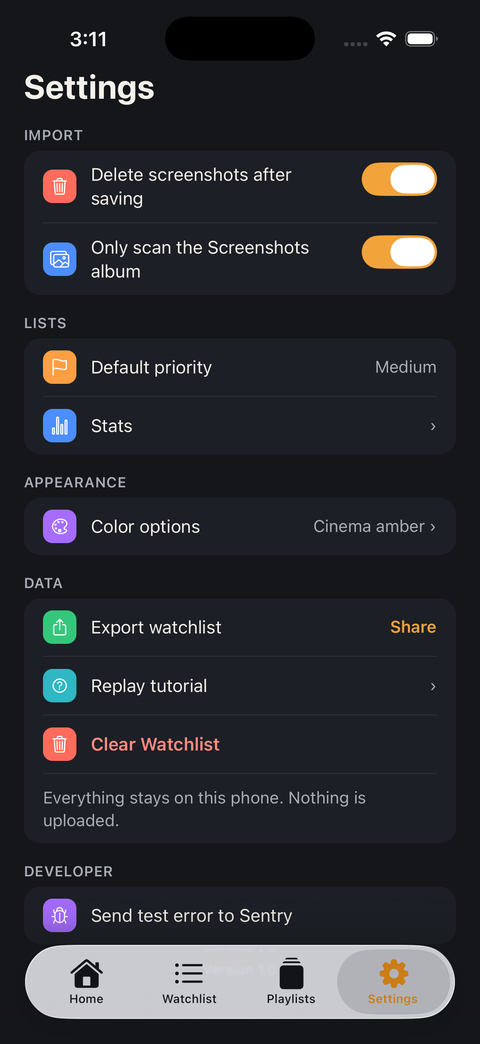 3:11
Settings
IMPORT
Delete screenshots after
saving
Only scan the Screenshots
album
LISTS
Default priority Medium
Stats ›
APPEARANCE
Color options Cinema amber ›
DATA
Export watchlist Share
Replay tutorial ›
Clear Watchlist
Everything stays on this phone. Nothing is
uploaded.
DEVELOPER
Send test error to Sentry
Home Watchlist Playlists Settings